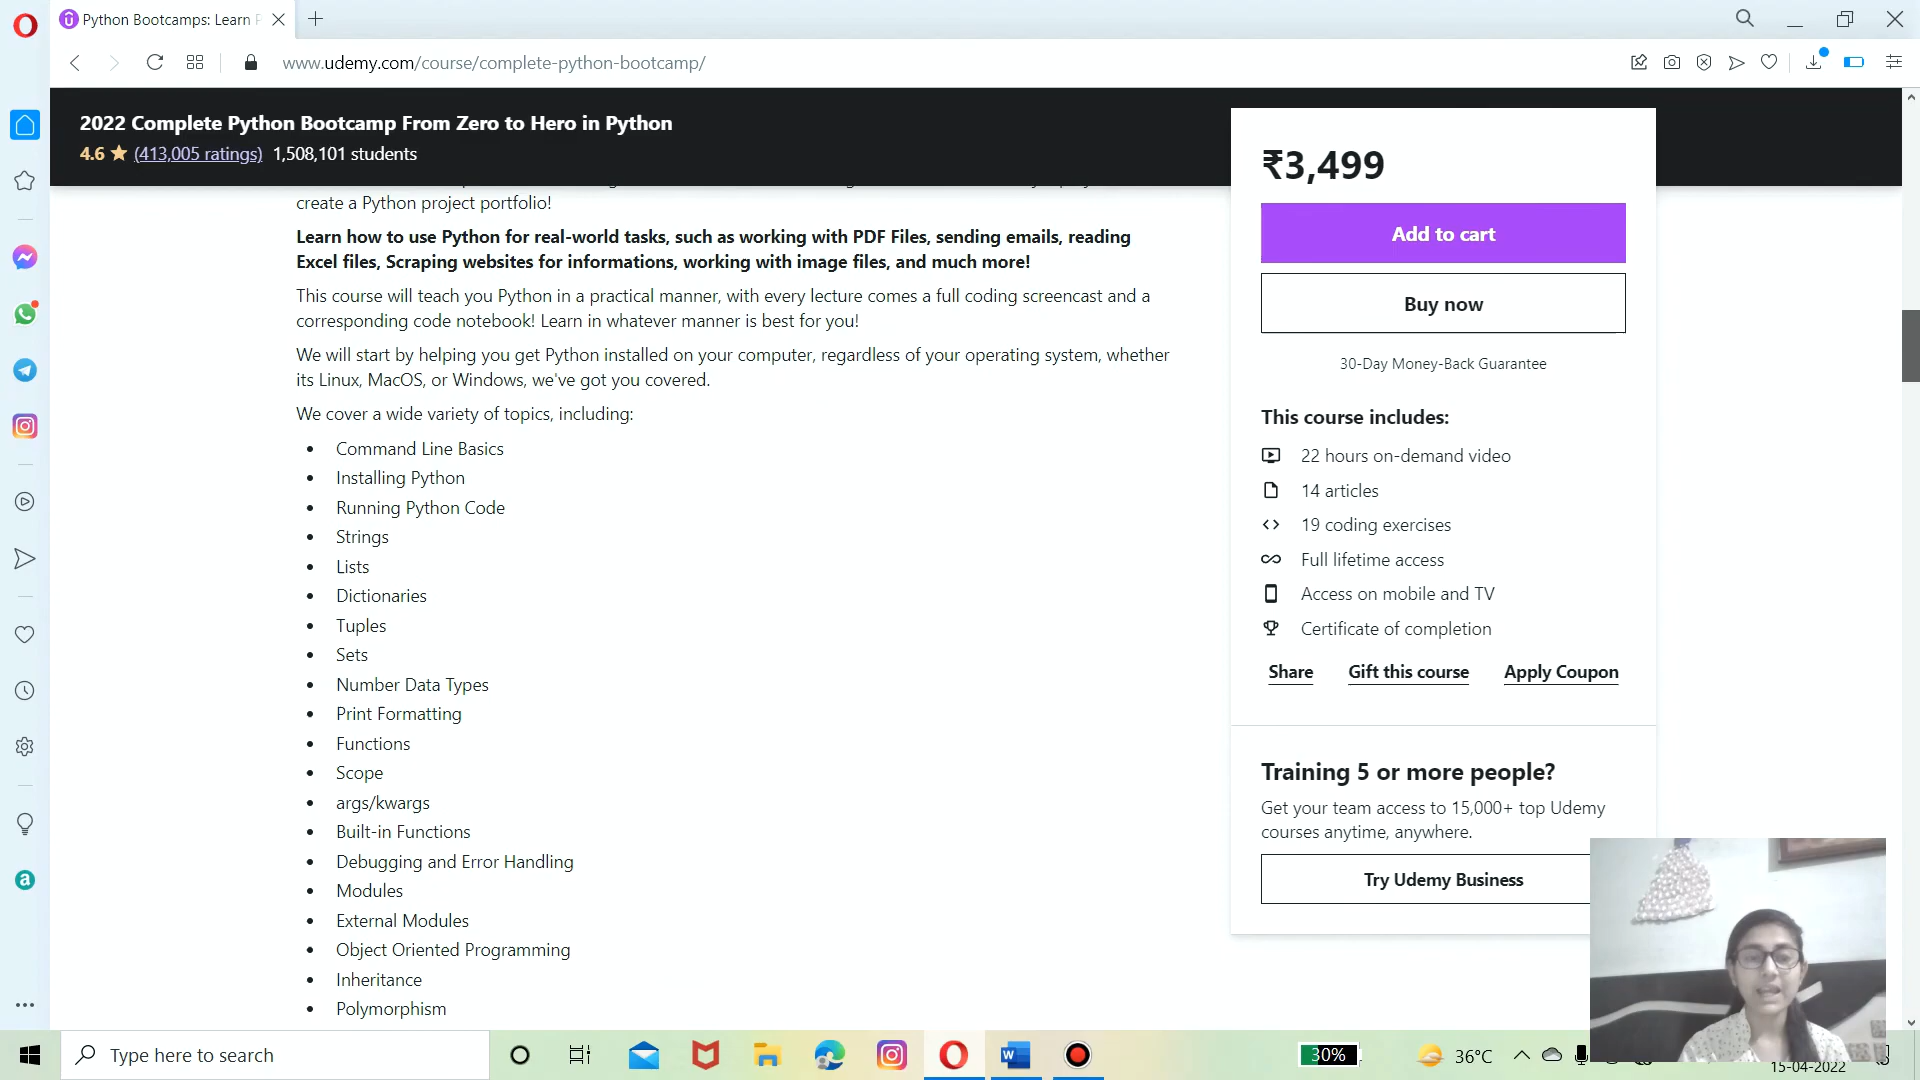 Python Bootcamps: Learn
www.udemy.com/course/complete-python-bootcamp/
2022 Complete Python Bootcamp From Zero to Hero in Python
4.6 ★ (413,005 ratings) 1,508,101 students
create a Python project portfolio!
Learn how to use Python for real-world tasks, such as working with PDF Files, sending emails, reading
Excel files, Scraping websites for informations, working with image files, and much more!
This course will teach you Python in a practical manner, with every lecture comes a full coding screencast and a
corresponding code notebook! Learn in whatever manner is best for you!
We will start by helping you get Python installed on your computer, regardless of your operating system, whether
its Linux, MacOS, or Windows, we've got you covered.
We cover a wide variety of topics, including:
• Command Line Basics
• Installing Python
• Running Python Code
• Strings
• Lists
• Dictionaries
• Tuples
• Sets
• Number Data Types
• Print Formatting
• Functions
• Scope
• args/kwargs
• Built-in Functions
• Debugging and Error Handling
• Modules
• External Modules
• Object Oriented Programming
• Inheritance
• Polymorphism
₹3,499
Add to cart
Buy now
30-Day Money-Back Guarantee
This course includes:
22 hours on-demand video
14 articles
19 coding exercises
Full lifetime access
Access on mobile and TV
Certificate of completion
Share Gift this course Apply Coupon
Training 5 or more people?
Get your team access to 15,000+ top Udemy
courses anytime, anywhere.
Try Udemy Business
Type here to search
30%
36°C
15-04-2022